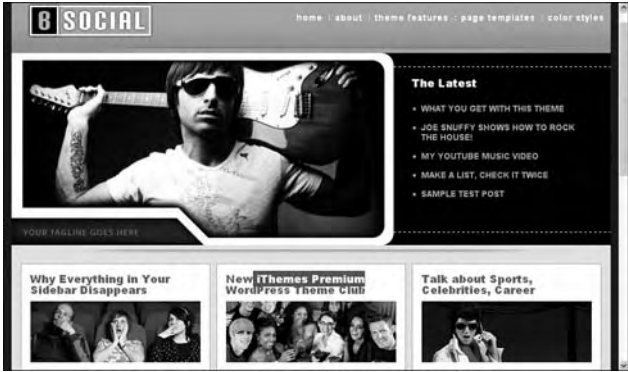 B SOCIAL
home : about : theme features : page templates : color styles
The Latest
WHAT YOU GET WITH THIS THEME
JOE SNUFFY SHOWS HOW TO ROCK
THE HOUSE!
MY YOUTUBE MUSIC VIDEO
MAKE A LIST, CHECK IT TWICE
SAMPLE TEST POST
YOUR TAGLINE GOES HERE
Why Everything in Your
Sidebar Disappears
New iThemes Premium
WordPress Theme Club
Talk about Sports,
Celebrities, Career